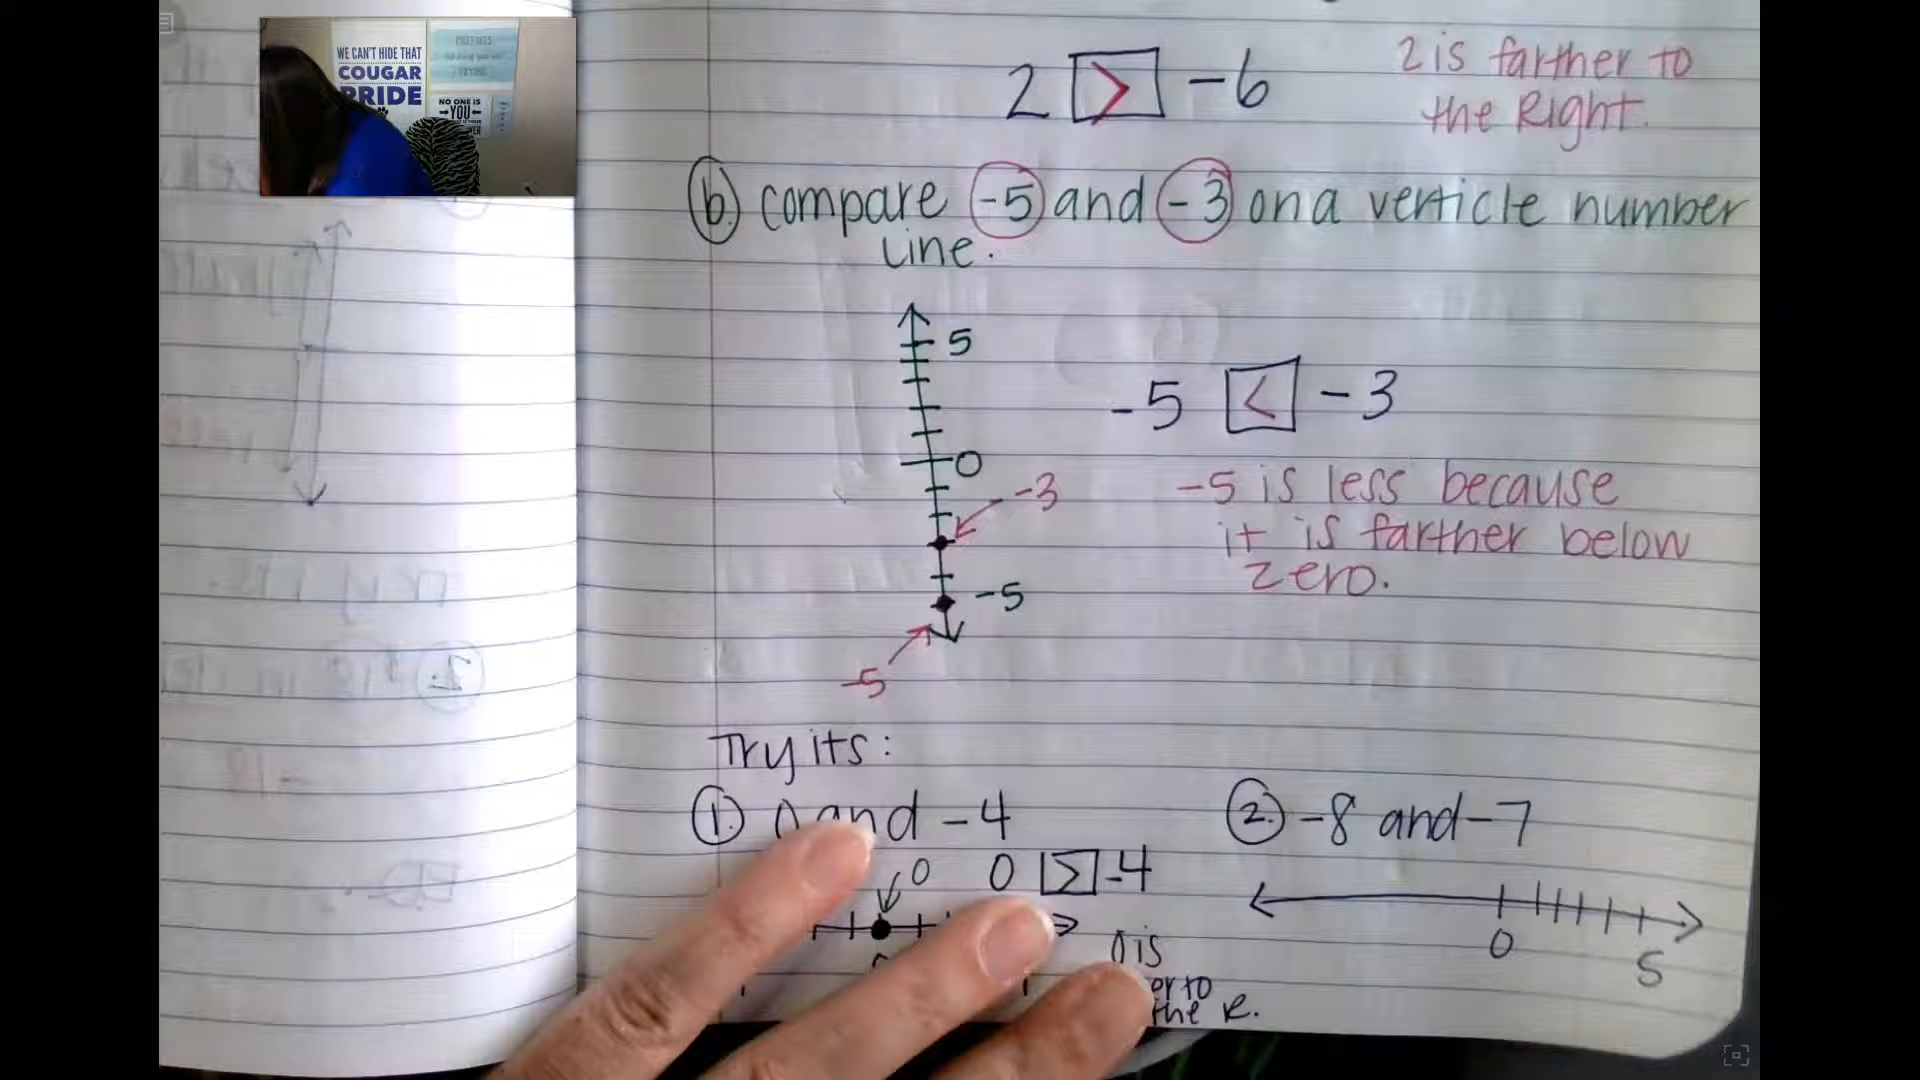 WE CAN'T HIDE THAT
COUGAR
PRIDE
NO ONE IS
YOU
2 > -6
2 is farther to
the Right.
b. compare -5 and -3 on a verticle number
line.
5
0
-3
-5
-5
-5 < -3
-5 is less because
it is farther below
zero.
Try its:
1. 0 and -4
0
0 > -4
0 is
er to
the R.
2. -8 and -7
0
5